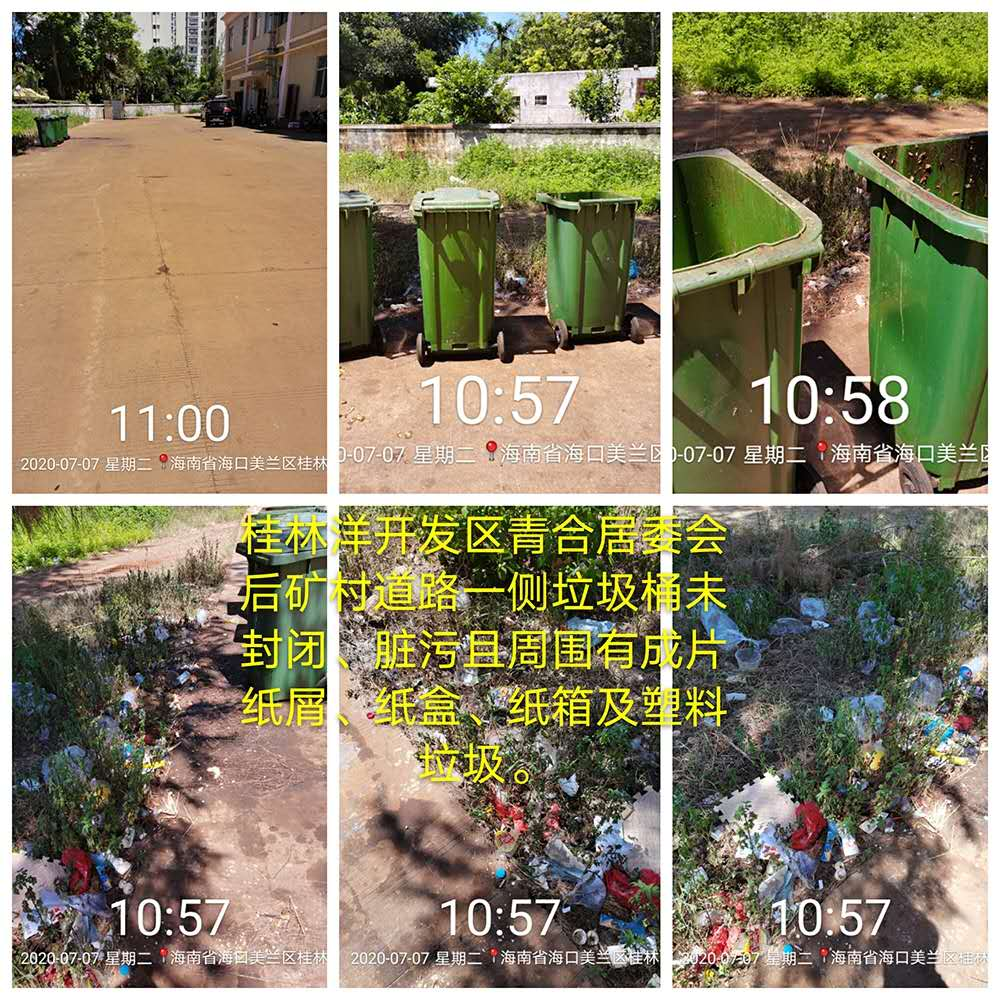 11:00
2020-07-07 星期二 海南省海口美兰区桂林
10:57
0-07-07 星期二 海南省海口美兰区
10:58
0-07-07 星期二 海南省海口美兰区
桂林洋开发区青合居委会
后矿村道路一侧垃圾桶未
封闭、脏污且周围有成片
纸屑、纸盒、纸箱及塑料
垃圾。
10:57
2020-07-07 星期二 海南省海口美兰区桂林
10:57
2020-07-07 星期二 海南省海口美兰区桂林
10:57
2020-07-07 星期二 海南省海口美兰区桂林